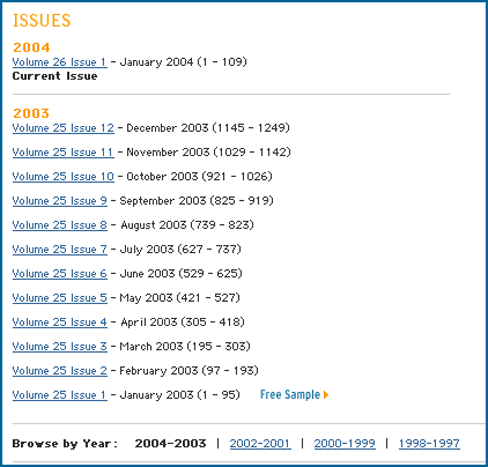 ISSUES
2004
Volume 26 Issue 1 - January 2004 (1 - 109)
Current Issue
2003
Volume 25 Issue 12 - December 2003 (1145 - 1249)
Volume 25 Issue 11 - November 2003 (1029 - 1142)
Volume 25 Issue 10 - October 2003 (921 - 1026)
Volume 25 Issue 9 - September 2003 (825 - 919)
Volume 25 Issue 8 - August 2003 (739 - 823)
Volume 25 Issue 7 - July 2003 (627 - 737)
Volume 25 Issue 6 - June 2003 (529 - 625)
Volume 25 Issue 5 - May 2003 (421 - 527)
Volume 25 Issue 4 - April 2003 (305 - 418)
Volume 25 Issue 3 - March 2003 (195 - 303)
Volume 25 Issue 2 - February 2003 (97 - 193)
Volume 25 Issue 1 - January 2003 (1 - 95) Free Sample
Browse by Year: 2004-2003 | 2002-2001 | 2000-1999 | 1998-1997